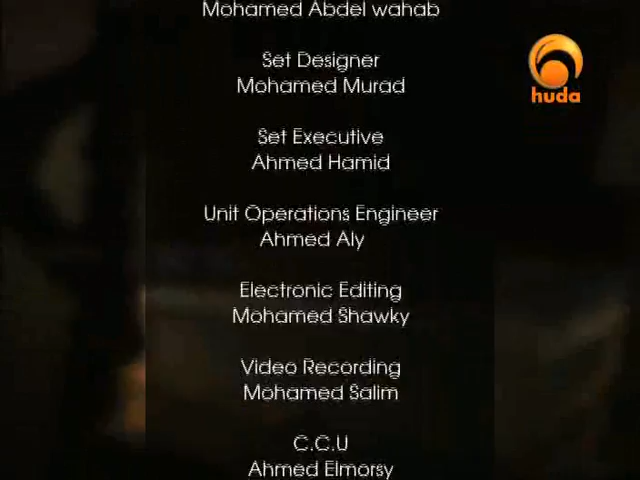 Mohamed Abdel wahab
Set Designer
Mohamed Murad
huda
Set Executive
Ahmed Hamid
Unit Operations Engineer
Ahmed Aly
Electronic Editing
Mohamed Shawky
Video Recording
Mohamed Salim
C.C.U
Ahmed Elmorsy